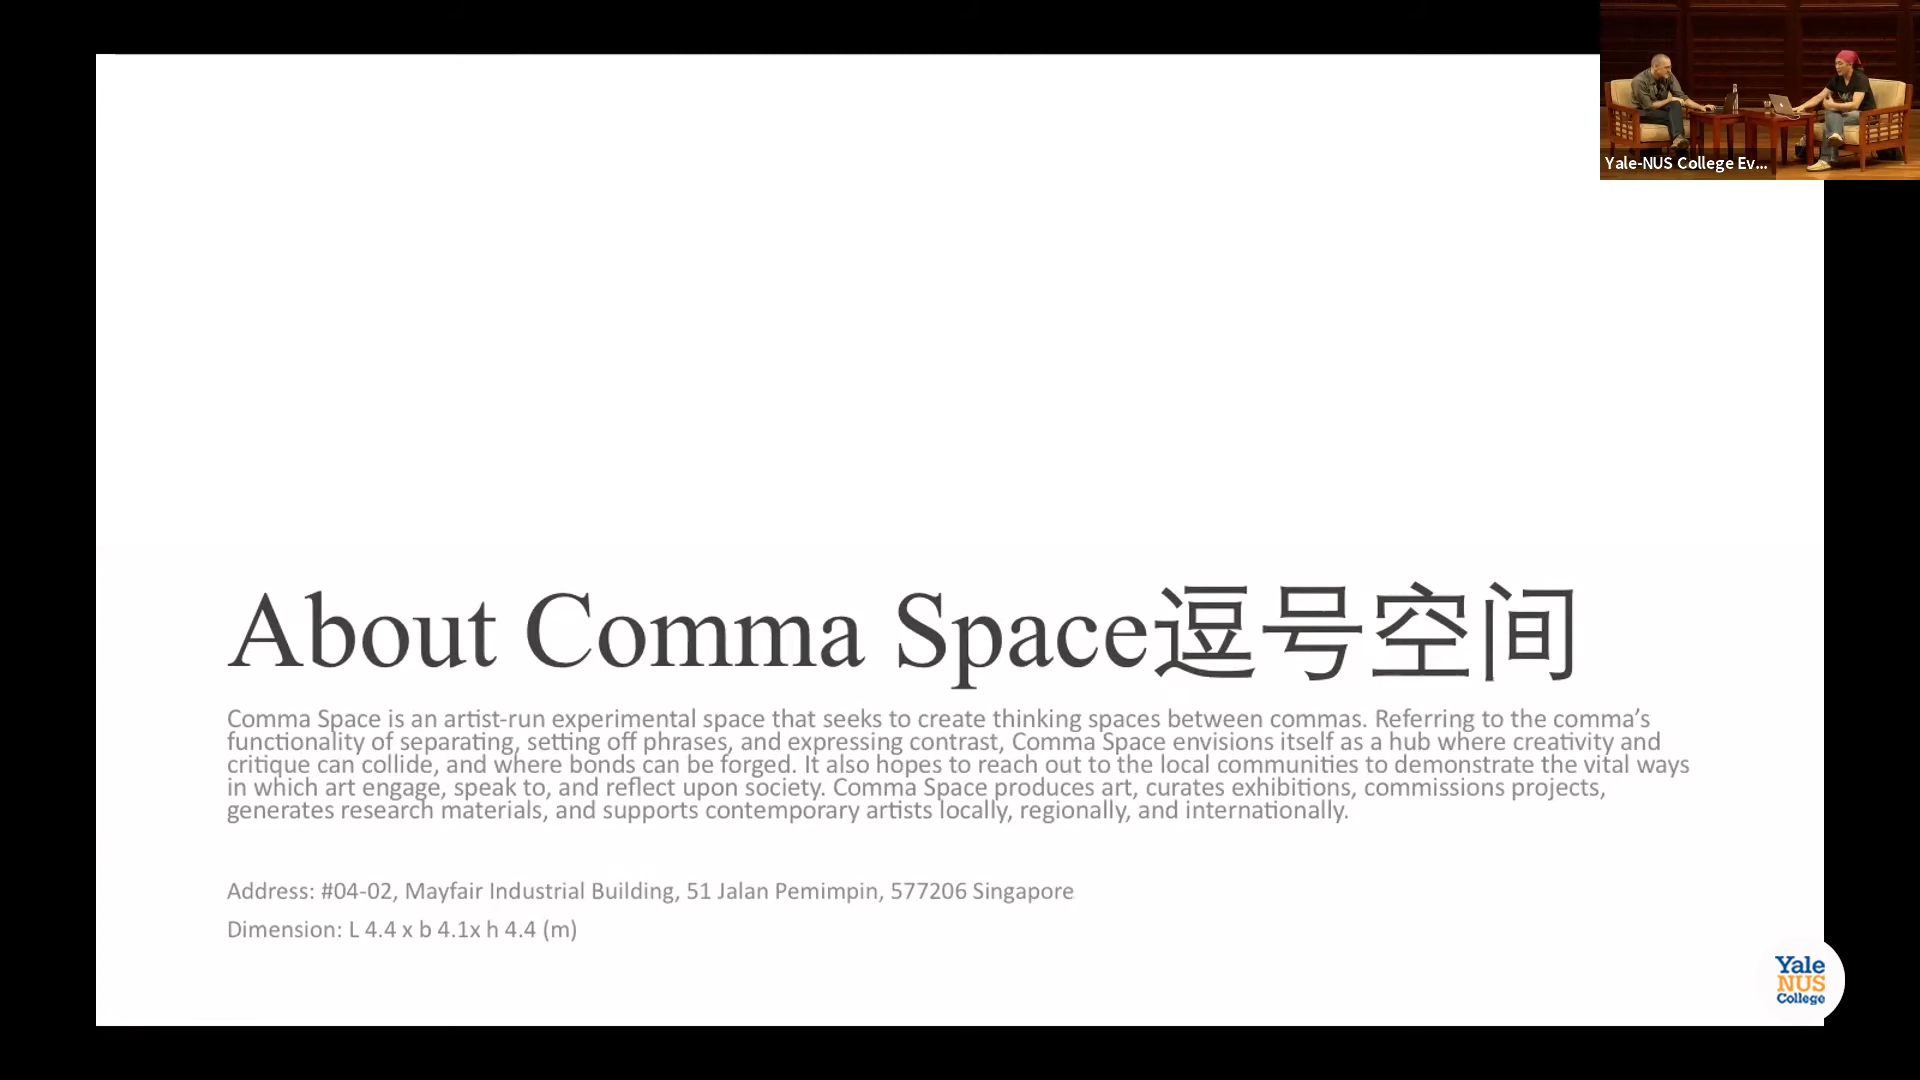 Yale-NUS College Ev...
About Comma Space逗号空间
Comma Space is an artist-run experimental space that seeks to create thinking spaces between commas. Referring to the comma’s
functionality of separating, setting off phrases, and expressing contrast, Comma Space envisions itself as a hub where creativity and
critique can collide, and where bonds can be forged. It also hopes to reach out to the local communities to demonstrate the vital ways
in which art engage, speak to, and reflect upon society. Comma Space produces art, curates exhibitions, commissions projects,
generates research materials, and supports contemporary artists locally, regionally, and internationally.
Address: #04-02, Mayfair Industrial Building, 51 Jalan Pemimpin, 577206 Singapore
Dimension: L 4.4 x b 4.1x h 4.4 (m)
Yale
NUS
College